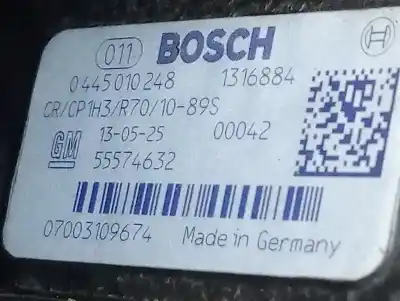 011 BOSCH
0445010248 1316884
CR/CP1H3/R70/10-89S
GM 13-05-25 00042
55574632
07003109674 Made in Germany